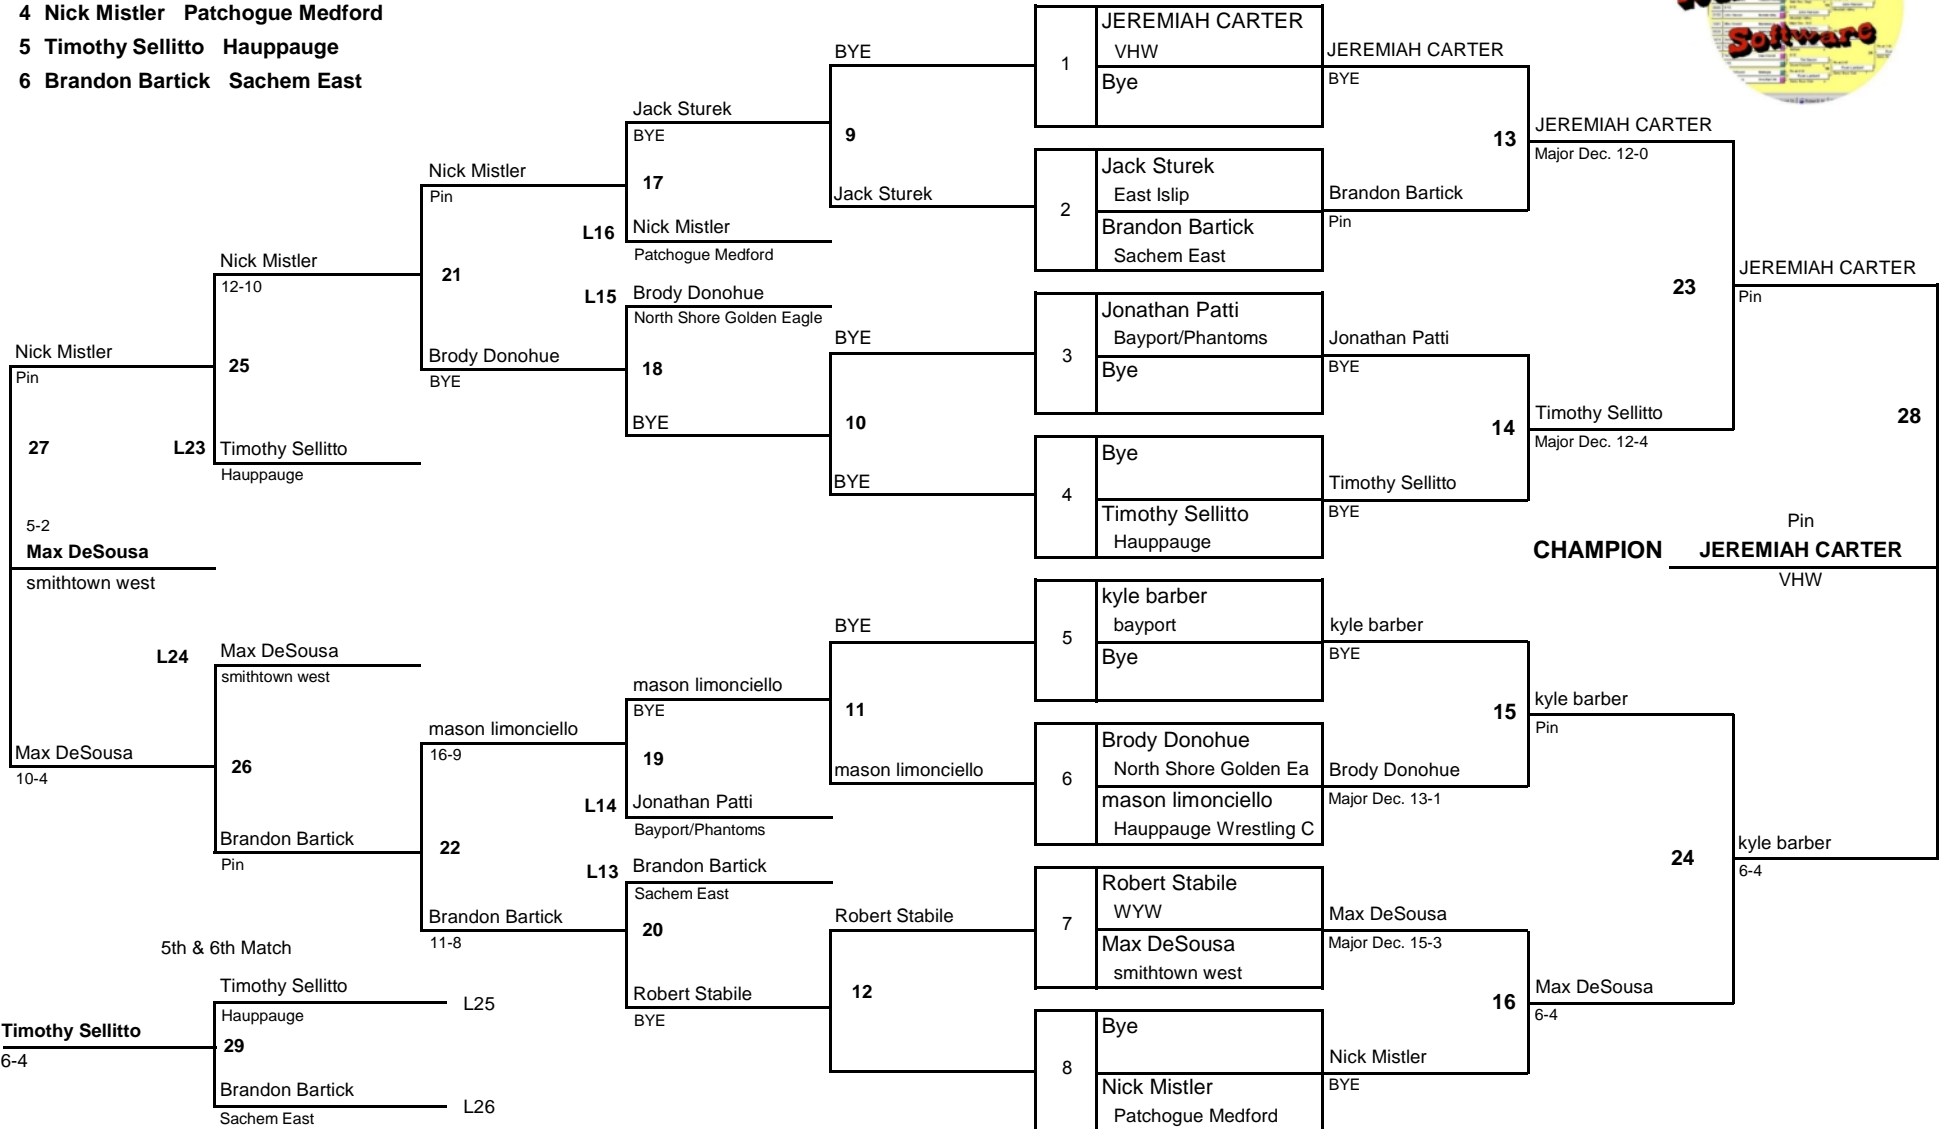 4 Nick Mistler Patchogue Medford
5 Timothy Sellitto Hauppauge
6 Brandon Bartick Sachem East
Software
Nick Mistler
Pin
27
5-2
Max DeSousa
smithtown west
Max DeSousa
10-4
5th & 6th Match
Timothy Sellitto
6-4
Nick Mistler
12-10
25
L23
Timothy Sellitto
Hauppauge
L24
Max DeSousa
smithtown west
26
Brandon Bartick
Pin
Timothy Sellitto
L25
Hauppauge
29
Brandon Bartick
L26
Sachem East
Nick Mistler
Pin
21
Brody Donohue
BYE
mason limonciello
16-9
22
Brandon Bartick
11-8
Jack Sturek
BYE
17
L16
Nick Mistler
Patchogue Medford
L15
Brody Donohue
North Shore Golden Eagle
18
BYE
mason limonciello
BYE
19
L14
Jonathan Patti
Bayport/Phantoms
L13
Brandon Bartick
Sachem East
20
Robert Stabile
BYE
BYE
9
Jack Sturek
BYE
10
BYE
BYE
11
mason limonciello
Robert Stabile
12
1
JEREMIAH CARTER
VHW
Bye
2
Jack Sturek
East Islip
Brandon Bartick
Sachem East
3
Jonathan Patti
Bayport/Phantoms
Bye
4
Bye
Timothy Sellitto
Hauppauge
5
kyle barber
bayport
Bye
6
Brody Donohue
North Shore Golden Ea
mason limonciello
Hauppauge Wrestling C
7
Robert Stabile
WYW
Max DeSousa
smithtown west
8
Bye
Nick Mistler
Patchogue Medford
JEREMIAH CARTER
BYE
13
Brandon Bartick
Pin
Jonathan Patti
BYE
14
Timothy Sellitto
BYE
kyle barber
BYE
15
Brody Donohue
Major Dec. 13-1
Max DeSousa
Major Dec. 15-3
16
Nick Mistler
BYE
JEREMIAH CARTER
Major Dec. 12-0
23
Timothy Sellitto
Major Dec. 12-4
kyle barber
Pin
24
Max DeSousa
6-4
JEREMIAH CARTER
Pin
28
Pin
CHAMPION JEREMIAH CARTER
VHW
kyle barber
6-4